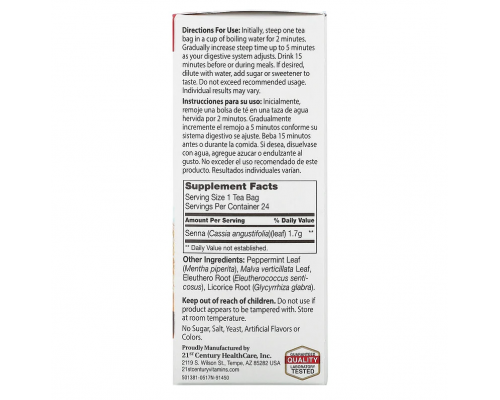 Directions For Use: Initially, steep one tea
bag in a cup of boiling water for 2 minutes.
Gradually increase steep time up to 5 minutes
as your digestive system adjusts. Drink 15
minutes before or during meals. If desired,
dilute with water, add sugar or sweetener to
taste. Do not exceed recommended usage.
Individual results may vary.
Instrucciones para su uso: Inicialmente,
remoje una bolsa de té en una taza de agua
hervida por 2 minutos. Gradualmente
incremente el remojo a 5 minutos conforme su
sistema digestivo se ajuste. Beba 15 minutos
antes o durante la comida. Si desea, disuelvase
con agua, agregue azucar o endulzante al gusto.
No exceder el uso recomendado de este
producto. Resultados individuales varían.
Supplement Facts
Serving Size 1 Tea Bag
Servings Per Container 24
Amount Per Serving % Daily Value
Senna (Cassia angustifolia)(leaf) 1.7g **
** Daily Value not established.
Other Ingredients: Peppermint Leaf
(Mentha piperita), Malva verticillata Leaf,
Eleuthero Root (Eleutherococcus senti-
cosus), Licorice Root (Glycyrrhiza glabra).
Keep out of reach of children. Do not use if
product appears to be tampered with. Store
at room temperature.
No Sugar, Salt, Yeast, Artificial Flavors or
Colors.
Proudly Manufactured by
21st Century HealthCare, Inc.
2119 S. Wilson St., Tempe, AZ 85282 USA
21stcenturyvitamins.com
501381-0517N-91450
GUARANTEED
QUALITY
LABORATORY
TESTED